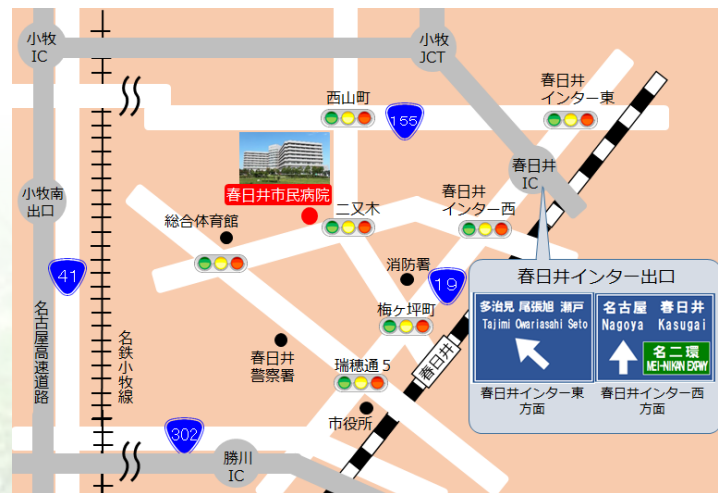 小牧
IC
小牧
JCT
春日井
インター東
西山町
155
春日井
IC
小牧南
出口
春日井市民病院
二又木
春日井
インター西
総合体育館
41
消防署
19
春日井インター出口
多治見 尾張旭 瀬戸
Tajimi Owariasahi Seto
名古屋 春日井
Nagoya Kasugai
名二環
MEI-NIKAN EXPWY
春日井インター東
方面
春日井インター西
方面
梅ヶ坪町
名古屋高速道路
名鉄小牧線
春日井
警察署
瑞穂通5
春日井
市役所
302
勝川
IC